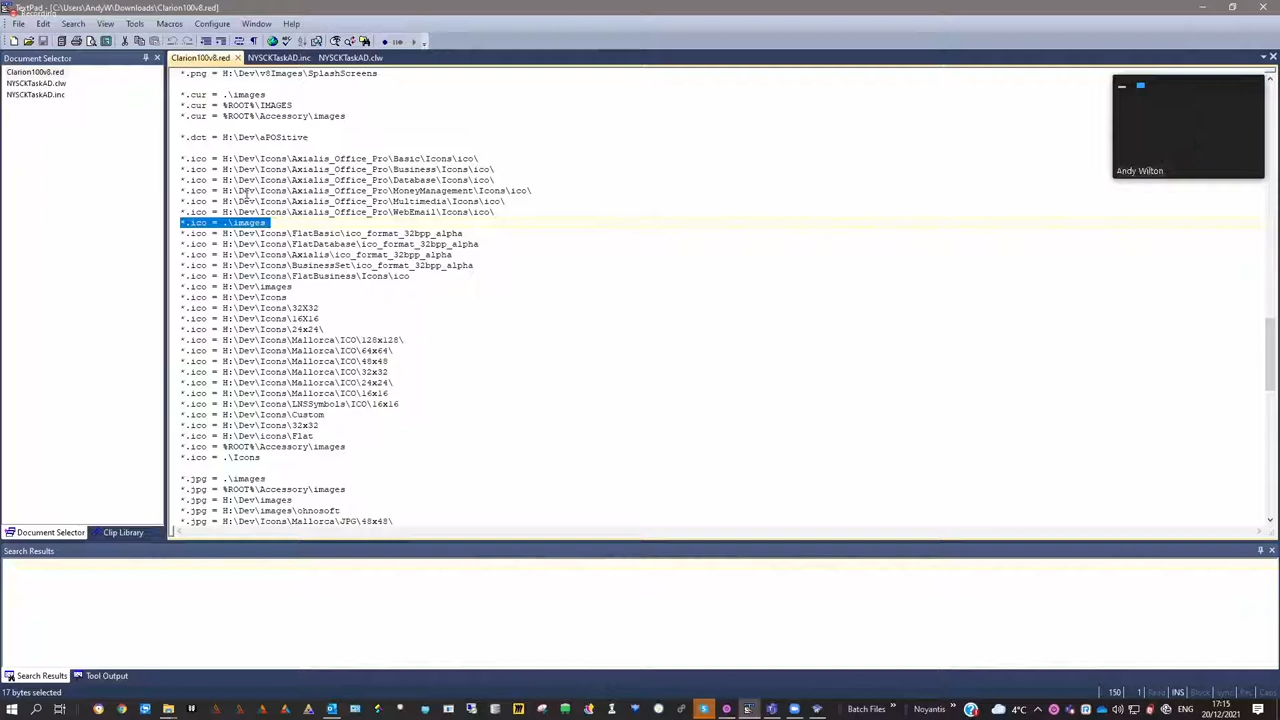 TextPad - [C:\Users\AndyW\Downloads\Clarion100v8.red]
File Edit Search View Tools Macros Configure Window Help
Document Selector
Clarion100v8.red
NYSCKTaskAD.clw
NYSCKTaskAD.inc
Clarion100v8.red NYSCKTaskAD.inc NYSCKTaskAD.clw
*.png = H:\Dev\v8Images\SplashScreens
*.cur = .\images
*.cur = %ROOT%\IMAGES
*.cur = %ROOT%\Accessory\images
*.dct = H:\Dev\aPOSitive
*.ico = H:\Dev\Icons\Axialis_Office_Pro\Basic\Icons\ico\
*.ico = H:\Dev\Icons\Axialis_Office_Pro\Business\Icons\ico\
*.ico = H:\Dev\Icons\Axialis_Office_Pro\Database\Icons\ico\
*.ico = H:\Dev\Icons\Axialis_Office_Pro\MoneyManagement\Icons\ico\
*.ico = H:\Dev\Icons\Axialis_Office_Pro\Multimedia\Icons\ico\
*.ico = H:\Dev\Icons\Axialis_Office_Pro\WebEmail\Icons\ico\
*.ico = .\images
*.ico = H:\Dev\Icons\FlatBasic\ico_format_32bpp_alpha
*.ico = H:\Dev\Icons\FlatDatabase\ico_format_32bpp_alpha
*.ico = H:\Dev\Icons\Axialis\ico_format_32bpp_alpha
*.ico = H:\Dev\Icons\BusinessSet\ico_format_32bpp_alpha
*.ico = H:\Dev\Icons\FlatBusiness\Icons\ico
*.ico = H:\Dev\images
*.ico = H:\Dev\Icons
*.ico = H:\Dev\Icons\32X32
*.ico = H:\Dev\Icons\16X16
*.ico = H:\Dev\Icons\24x24\
*.ico = H:\Dev\Icons\Mallorca\ICO\128x128\
*.ico = H:\Dev\Icons\Mallorca\ICO\64x64\
*.ico = H:\Dev\Icons\Mallorca\ICO\48x48
*.ico = H:\Dev\Icons\Mallorca\ICO\32x32
*.ico = H:\Dev\Icons\Mallorca\ICO\24x24\
*.ico = H:\Dev\Icons\Mallorca\ICO\16x16
*.ico = H:\Dev\Icons\LNSSymbols\ICO\16x16
*.ico = H:\Dev\Icons\Custom
*.ico = H:\Dev\Icons\32x32
*.ico = H:\Dev\icons\Flat
*.ico = %ROOT%\Accessory\images
*.ico = .\Icons
*.jpg = .\images
*.jpg = %ROOT%\Accessory\images
*.jpg = H:\Dev\images
*.jpg = H:\Dev\images\ohnosoft
*.jpg = H:\Dev\Icons\Mallorca\JPG\48x48\
Andy Wilton
Document Selector Clip Library
Search Results
Search Results Tool Output
17 bytes selected
150 1 Read INS Block Sync Rec Caps
Batch Files Noyantis 4°C 17:15
20/12/2021